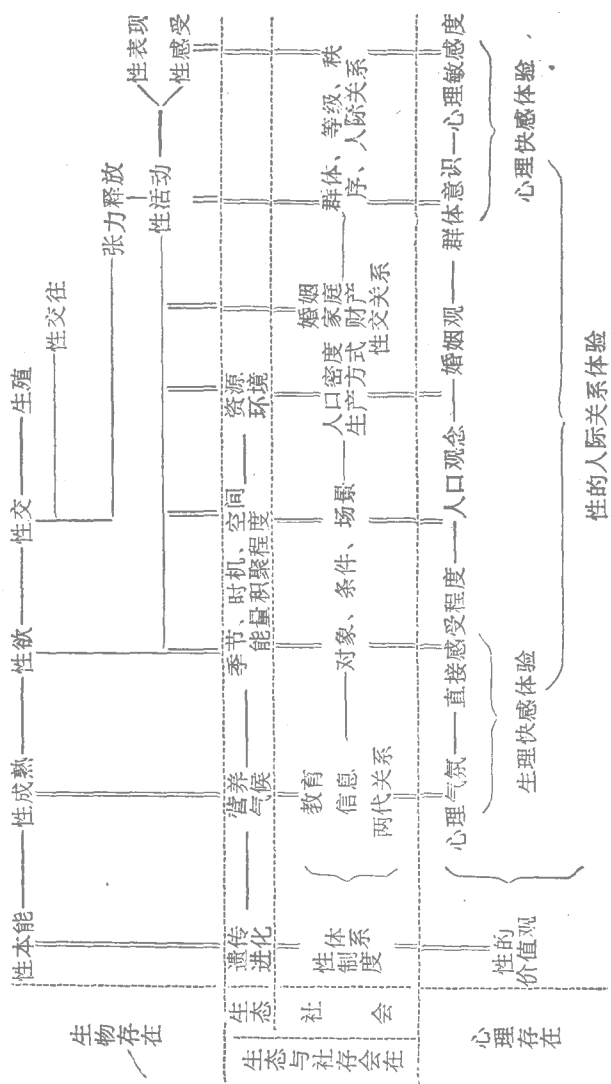 生物存在
性本能——性成熟——性欲——性交——生殖
性交往
张力释放
性活动
性表现
性感受
生态与社会存在
生态
遗传
进化
营养
气候
季节、时机、空间
能量积聚程度
资源
环境
社会
性体系
制度
教育
信息
两代关系
对象、条件、场景
人口密度
生产方式
婚姻
家庭
财产
性交关系
群体、等级、秩
序、人际关系
心理存在
性的
价值观
心理气氛—直接感受程度—人口观念—婚姻观—群体意识—心理敏感度
生理快感体验
心理快感体验
性的人际关系体验